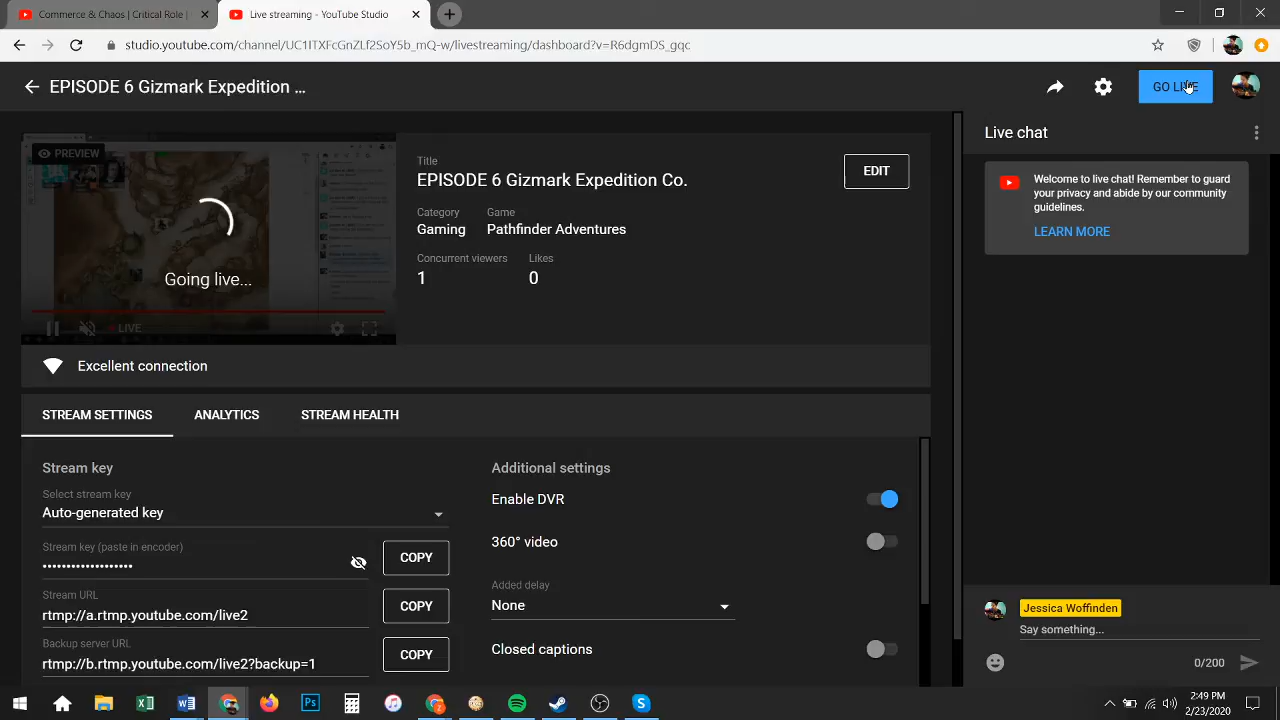 Commerce & Chaos | Critical Role |
Live streaming - YouTube Studio
studio.youtube.com/channel/UC1ITXFcGnZLf2SoY5b_mQ-w/livestreaming/dashboard?v=R6dgmDS_gqc
EPISODE 6 Gizmark Expedition ...
GO LIVE
PREVIEW
Going live...
LIVE
Title
EPISODE 6 Gizmark Expedition Co.
EDIT
Category
Game
Gaming
Pathfinder Adventures
Concurrent viewers
Likes
1
0
Excellent connection
STREAM SETTINGS
ANALYTICS
STREAM HEALTH
Stream key
Select stream key
Auto-generated key
Stream key (paste in encoder)
••••••••••••••••••• 
COPY
Stream URL
rtmp://a.rtmp.youtube.com/live2
COPY
Backup server URL
rtmp://b.rtmp.youtube.com/live2?backup=1
COPY
Additional settings
Enable DVR
360° video
Added delay
None
Closed captions
Live chat
Welcome to live chat! Remember to guard
your privacy and abide by our community
guidelines.
LEARN MORE
Jessica Woffinden
Say something...
0/200
2:49 PM
2/23/2020